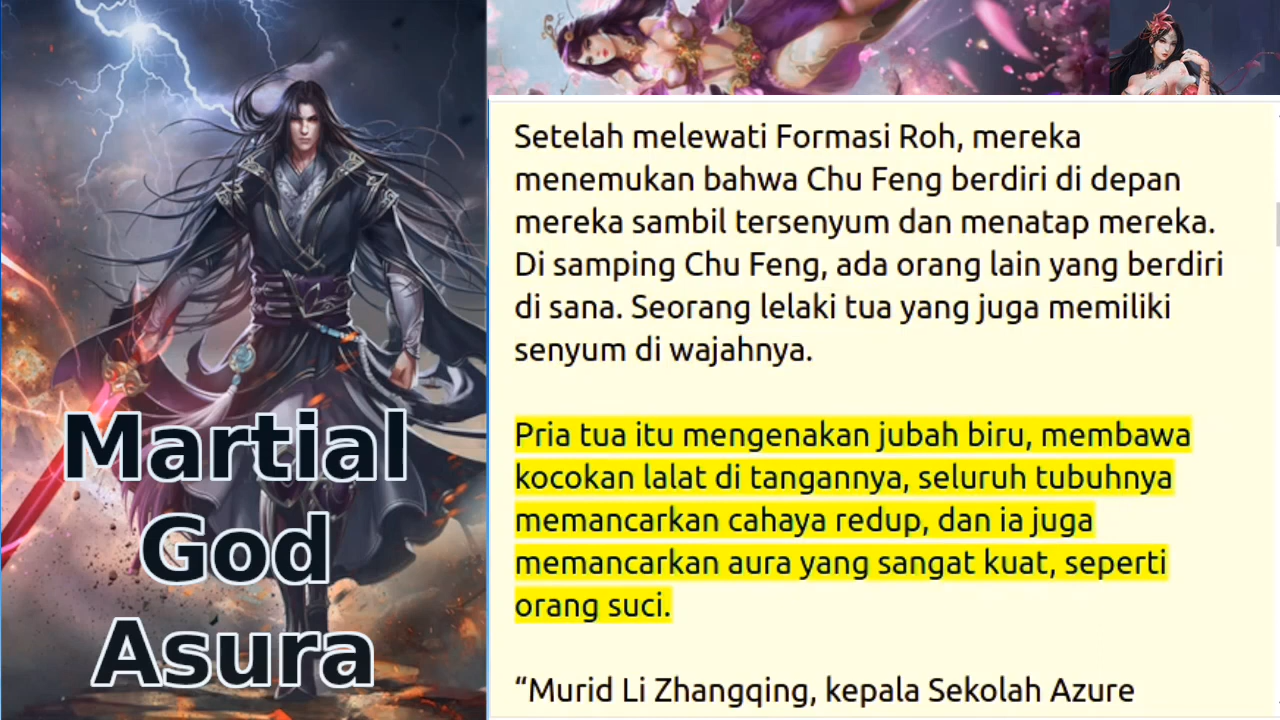 Martial
God
Asura
Setelah melewati Formasi Roh, mereka
menemukan bahwa Chu Feng berdiri di depan
mereka sambil tersenyum dan menatap mereka.
Di samping Chu Feng, ada orang lain yang berdiri
di sana. Seorang lelaki tua yang juga memiliki
senyum di wajahnya.
Pria tua itu mengenakan jubah biru, membawa
kocokan lalat di tangannya, seluruh tubuhnya
memancarkan cahaya redup, dan ia juga
memancarkan aura yang sangat kuat, seperti
orang suci.
“Murid Li Zhangqing, kepala Sekolah Azure